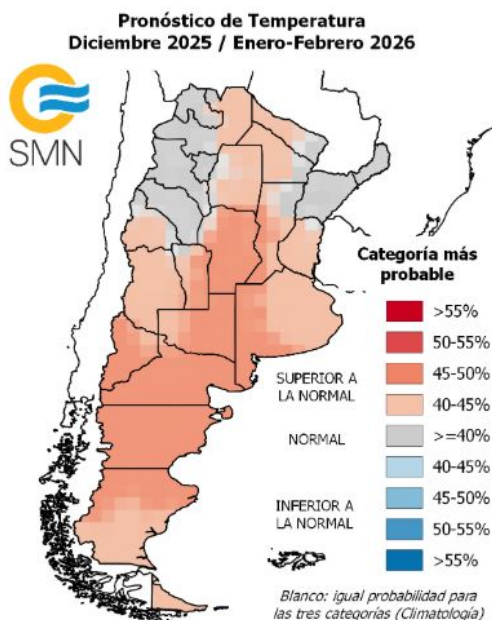 Pronóstico de Temperatura
Diciembre 2025 / Enero-Febrero 2026
SMN
Categoría más
probable
>55%
50-55%
SUPERIOR A
LA NORMAL
45-50%
40-45%
NORMAL
>=40%
40-45%
INFERIOR A
LA NORMAL
45-50%
50-55%
>55%
Blanco: igual probabilidad para
las tres categorías (Climatología)